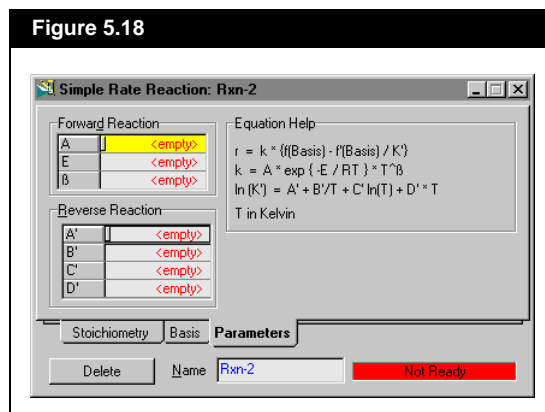 Figure 5.18
Simple Rate Reaction: Rxn-2
Forward Reaction
A <empty>
E <empty>
ß <empty>
Reverse Reaction
A' <empty>
B' <empty>
C' <empty>
D' <empty>
Equation Help
r = k * {f(Basis) - f'(Basis) / K'}
k = A * exp { -E / RT } * T^ß
ln (K') = A' + B'/T + C' ln(T) + D' * T
T in Kelvin
Stoichiometry Basis Parameters
Delete Name Rxn-2 Not Ready